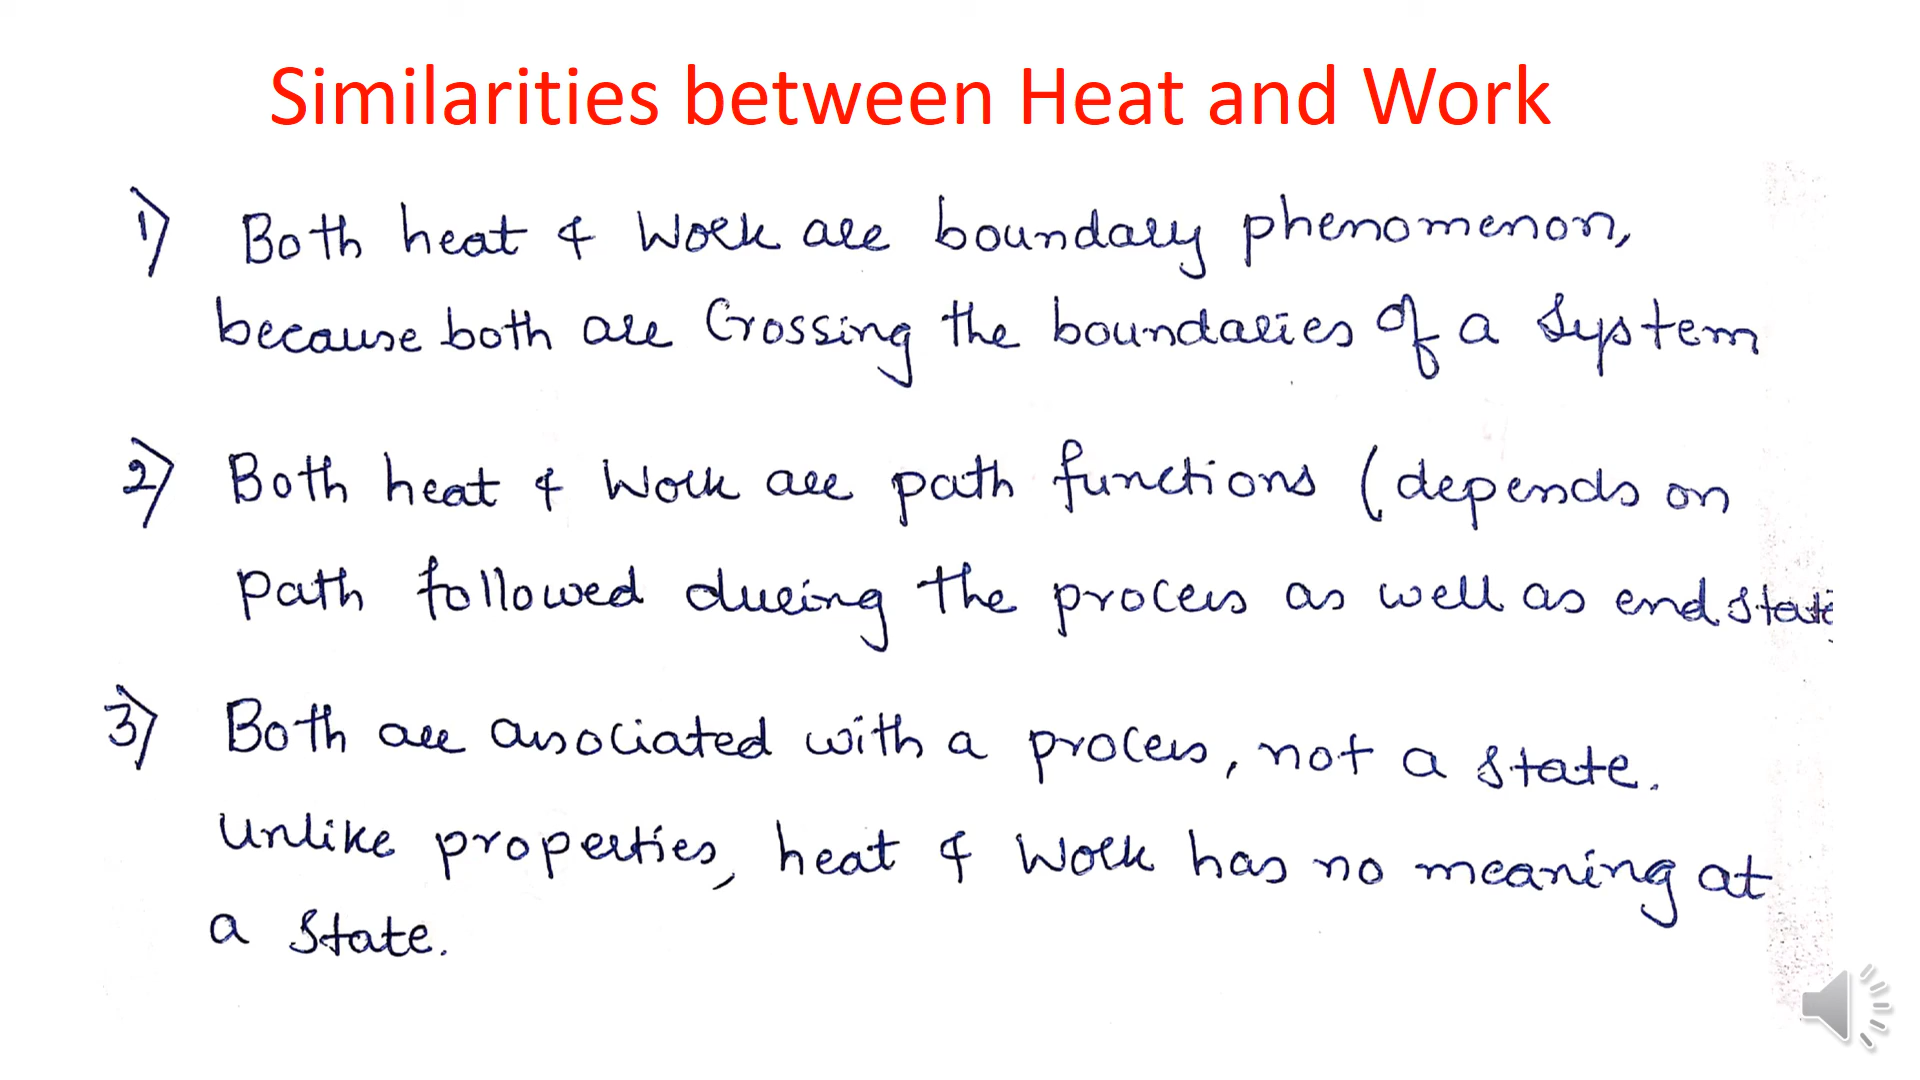 Similarities between Heat and Work
1) Both heat & Work are boundary phenomenon,
because both are Crossing the boundaries of a System
2) Both heat & Work are path functions (depends on
path followed during the process as well as end
3) Both are associated with a process, not a state.
Unlike properties, heat & Work has no meaning at
a State.